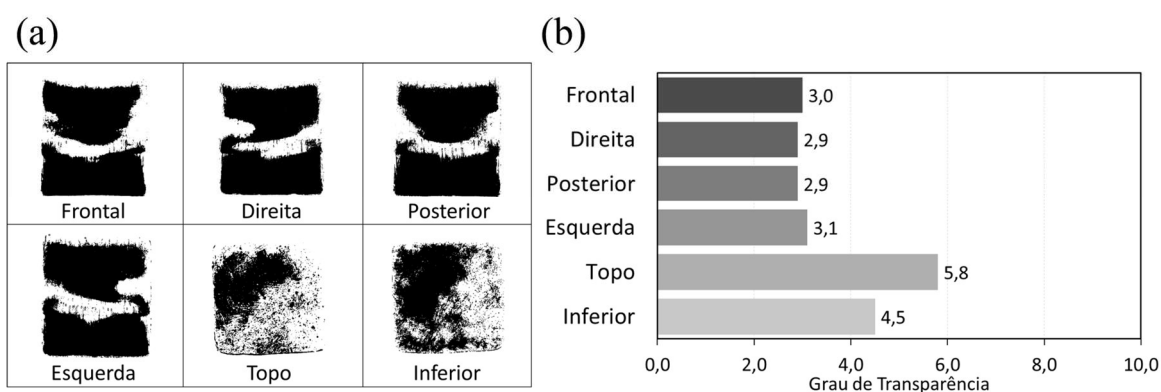 (a)
Frontal Direita Posterior
Esquerda Topo Inferior
(b)
Frontal 3,0
Direita 2,9
Posterior 2,9
Esquerda 3,1
Topo 5,8
Inferior 4,5
0,0 2,0 4,0 6,0 8,0 10,0
Grau de Transparência